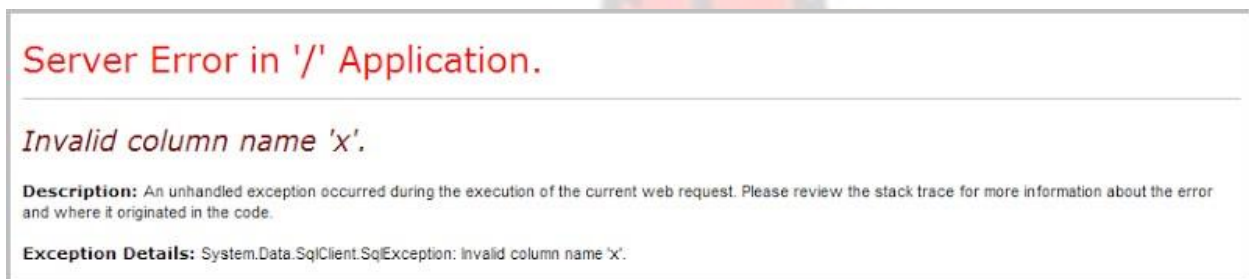 Server Error in '/' Application.
Invalid column name 'x'.
Description: An unhandled exception occurred during the execution of the current web request. Please review the stack trace for more information about the error
and where it originated in the code.
Exception Details: System.Data.SqlClient.SqlException: Invalid column name 'x'.